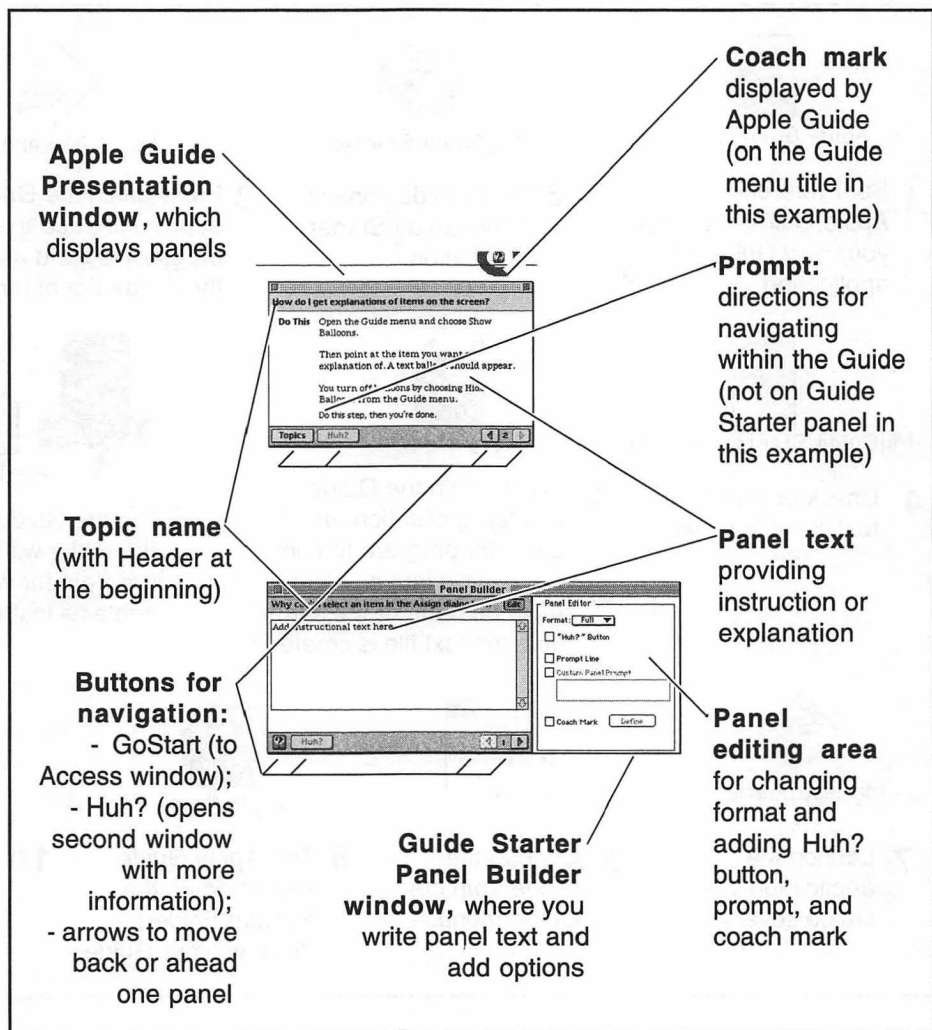 Coach mark
displayed by
Apple Guide
(on the Guide
menu title in
this example)
Apple Guide
Presentation
window, which
displays panels
Prompt:
directions for
navigating
within the Guide
(not on Guide
Starter panel in
this example)
How do I get explanations of items on the screen?
Do This Open the Guide menu and choose Show
Balloons.
Then point at the item you want
explanation of. A text should appear.
You turn off by choosing
from the Guide menu.
Do this step, then you're done.
Topics Huh? 2
Topic name
(with Header at
the beginning)
Panel text
providing
instruction or
explanation
Panel Builder
Why select an item in the Assign Edit
Add instructional text here
Panel Editor
Format: Full
"Huh?" Button
Prompt Line
Custom Panel Prompt
Coach Mark Define
? Huh? 1
Buttons for
navigation:
- GoStart (to
Access window);
- Huh? (opens
second window
with more
information);
- arrows to move
back or ahead
one panel
Panel
editing area
for changing
format and
adding Huh?
button,
prompt, and
coach mark
Guide Starter
Panel Builder
window, where you
write panel text and
add options